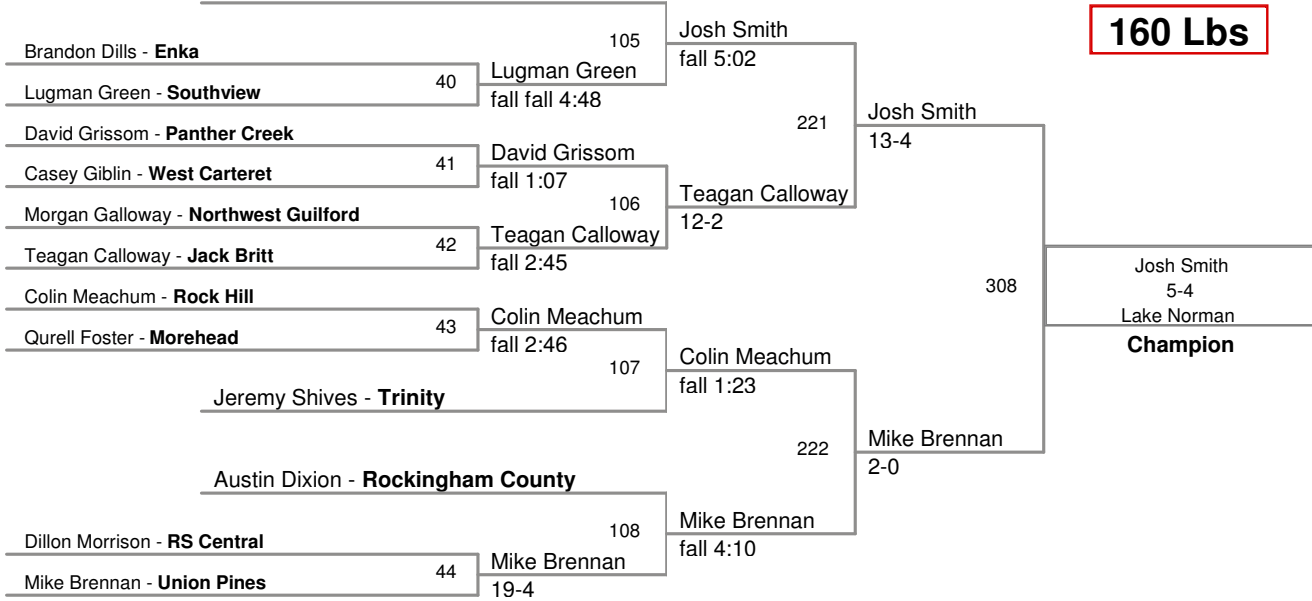 160 Lbs
Brandon Dills - Enka
Lugman Green - Southview
David Grissom - Panther Creek
Casey Giblin - West Carteret
Morgan Galloway - Northwest Guilford
Teagan Calloway - Jack Britt
Colin Meachum - Rock Hill
Qurell Foster - Morehead
Jeremy Shives - Trinity
Austin Dixion - Rockingham County
Dillon Morrison - RS Central
Mike Brennan - Union Pines
40
Lugman Green
fall fall 4:48
41
David Grissom
fall 1:07
42
Teagan Calloway
fall 2:45
43
Colin Meachum
fall 2:46
44
Mike Brennan
19-4
105
Josh Smith
fall 5:02
106
Teagan Calloway
12-2
107
Colin Meachum
fall 1:23
108
Mike Brennan
fall 4:10
221
Josh Smith
13-4
222
Mike Brennan
2-0
308
Josh Smith
5-4
Lake Norman
Champion